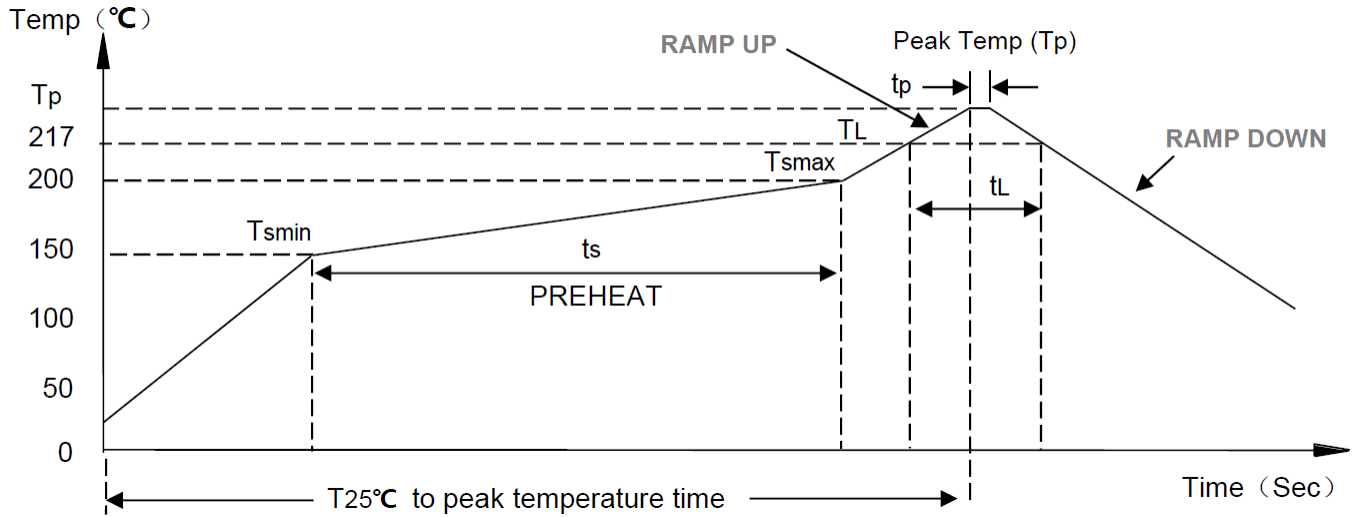 Temp（℃）
RAMP UP
Peak Temp (Tp)
tp
Tp
217
TL
RAMP DOWN
Tsmax
200
tL
Tsmin
150
ts
PREHEAT
100
50
0
T25℃ to peak temperature time
Time（Sec）